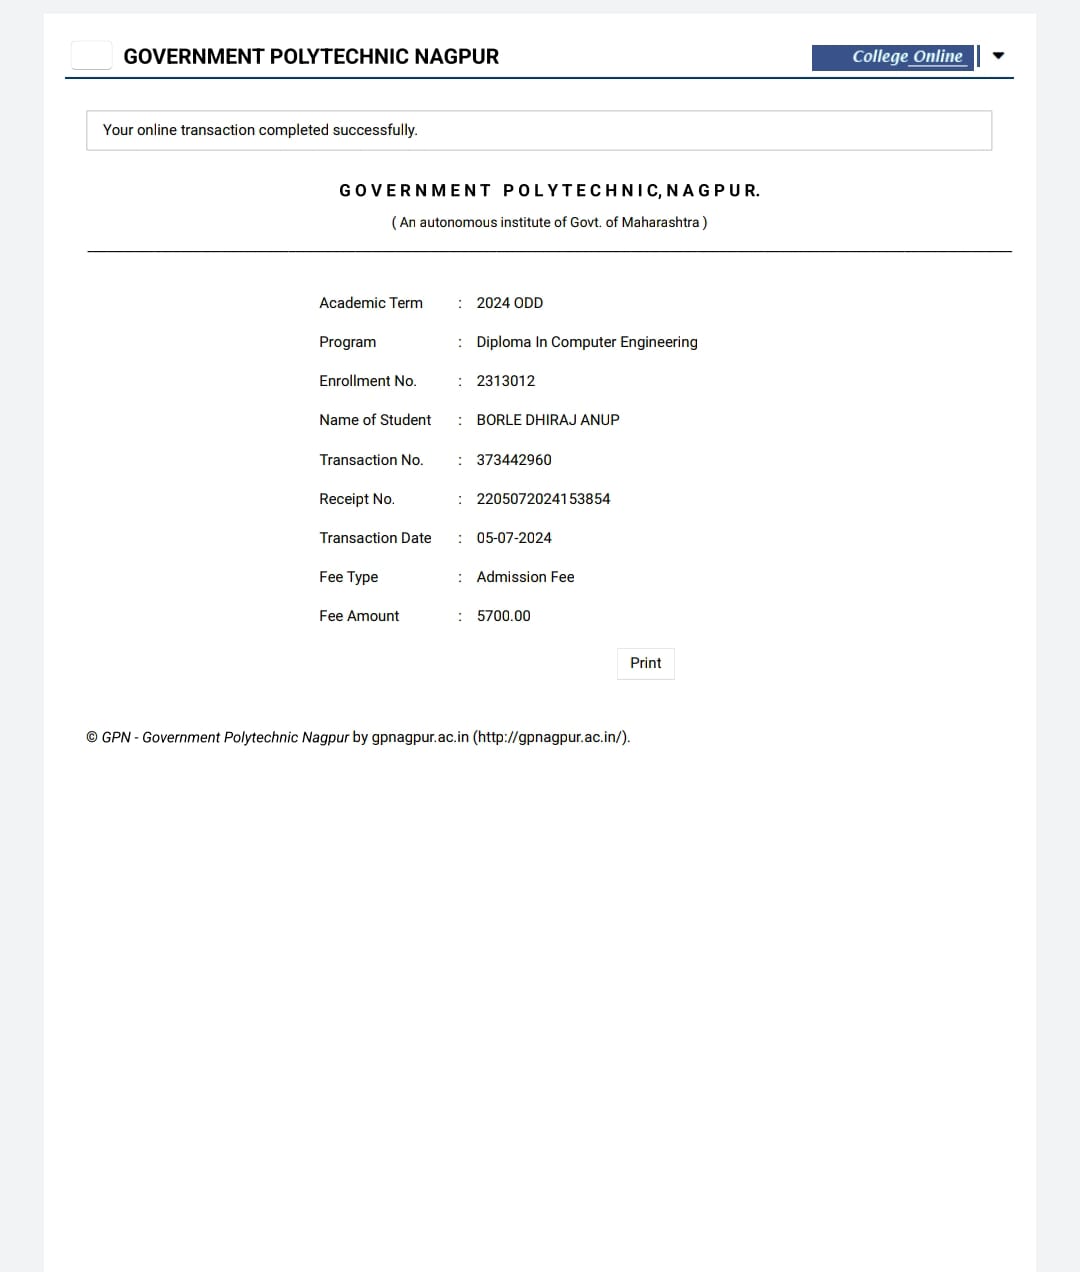 GOVERNMENT POLYTECHNIC NAGPUR
College Online
Your online transaction completed successfully.
GOVERNMENT POLYTECHNIC, NAGPUR.
( An autonomous institute of Govt. of Maharashtra )
Academic Term : 2024 ODD
Program : Diploma In Computer Engineering
Enrollment No. : 2313012
Name of Student : BORLE DHIRAJ ANUP
Transaction No. : 373442960
Receipt No. : 2205072024153854
Transaction Date : 05-07-2024
Fee Type : Admission Fee
Fee Amount : 5700.00
Print
© GPN - Government Polytechnic Nagpur by gpnagpur.ac.in (http://gpnagpur.ac.in/).